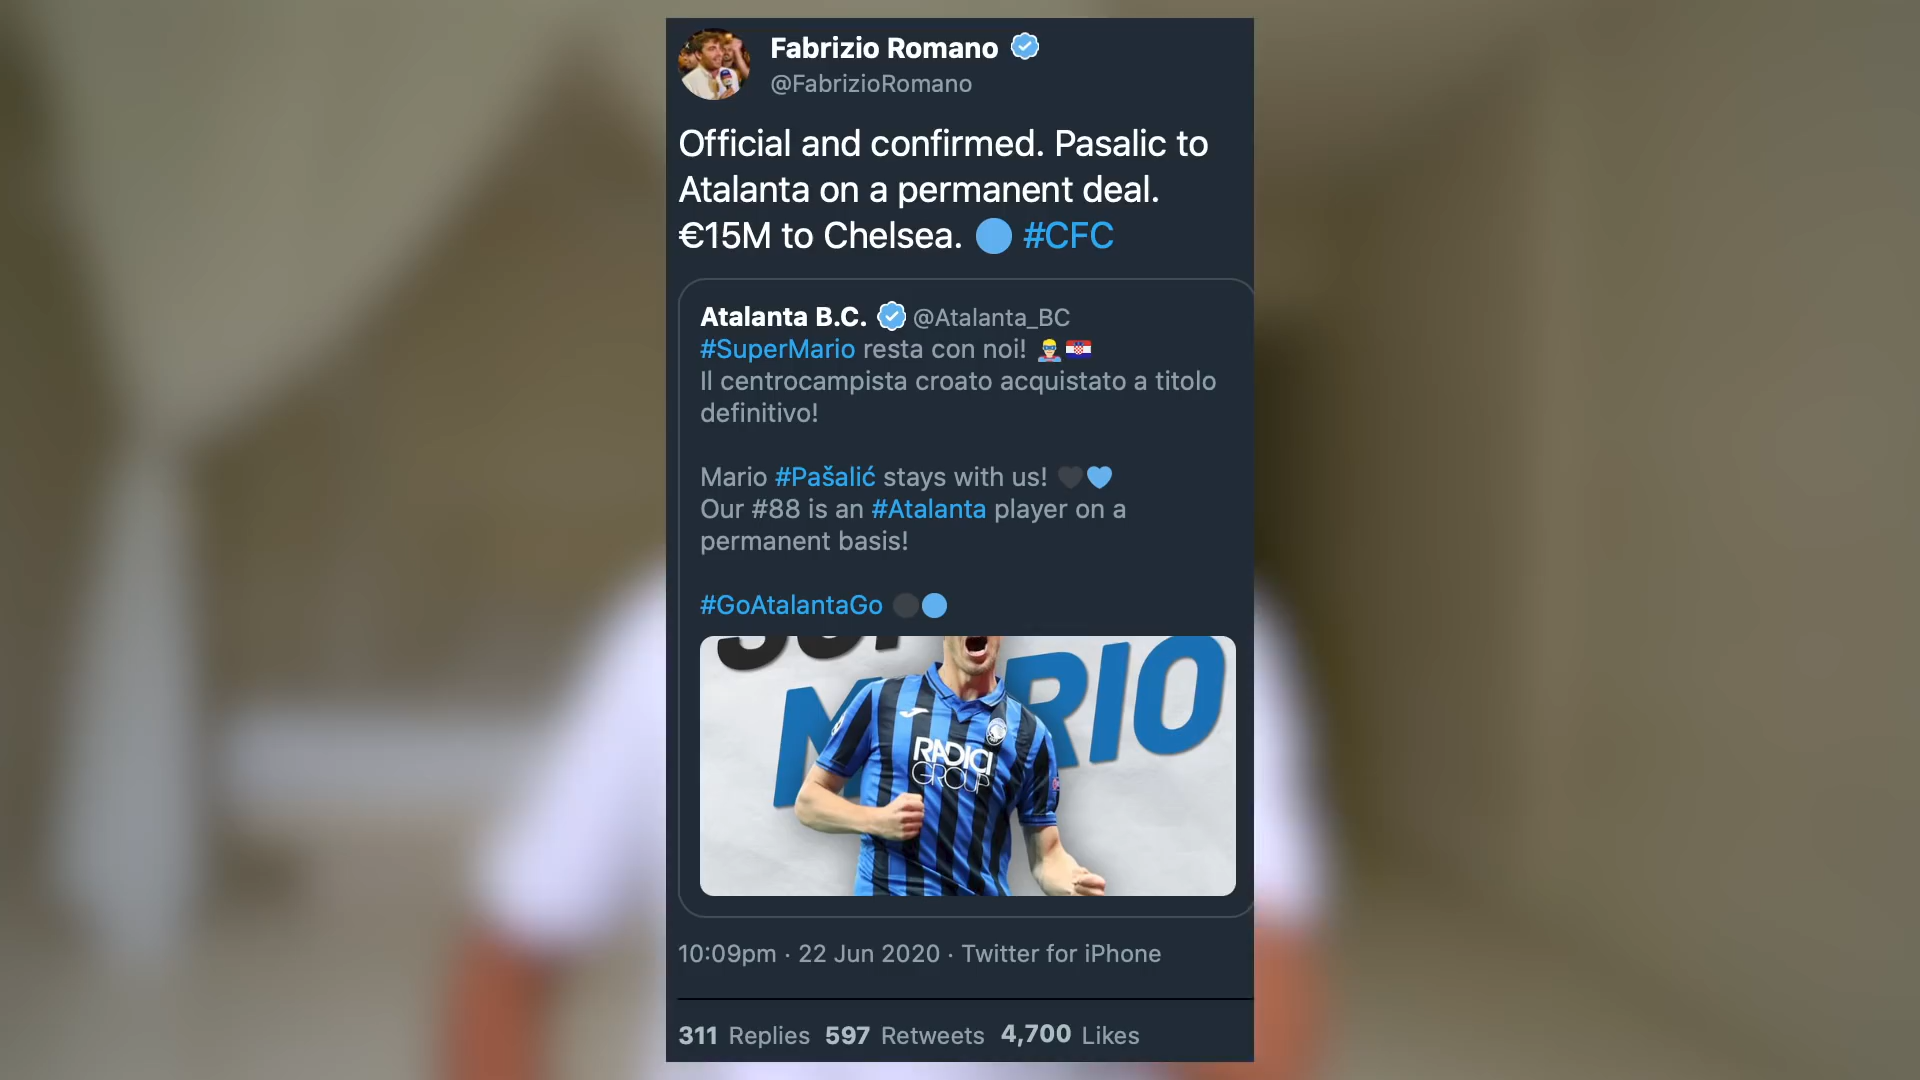 Fabrizio Romano
@FabrizioRomano
Official and confirmed. Pasalic to
Atalanta on a permanent deal.
€15M to Chelsea. 🔵 #CFC
Atalanta B.C. @Atalanta_BC
#SuperMario resta con noi! 🦸🏼‍♂️🇭🇷
Il centrocampista croato acquistato a titolo
definitivo!
Mario #Pašalić stays with us! 🖤💙
Our #88 is an #Atalanta player on a
permanent basis!
#GoAtalantaGo ⚫🔵
MARIO
RADICI
GROUP
10:09pm · 22 Jun 2020 · Twitter for iPhone
311 Replies 597 Retweets 4,700 Likes